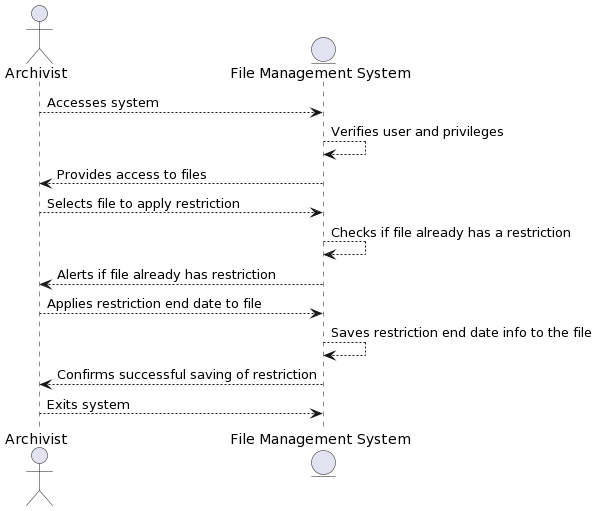 Archivist
File Management System
Accesses system
Verifies user and privileges
Provides access to files
Selects file to apply restriction
Checks if file already has a restriction
Alerts if file already has restriction
Applies restriction end date to file
Saves restriction end date info to the file
Confirms successful saving of restriction
Exits system
Archivist
File Management System